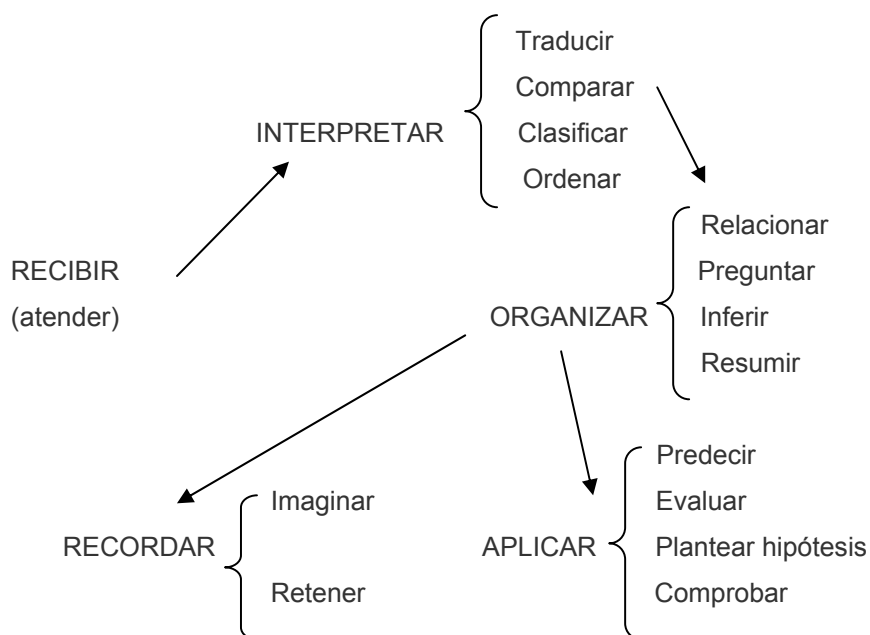 Traducir
Comparar
INTERPRETAR
Clasificar
Ordenar
RECIBIR
(atender)
Relacionar
Preguntar
ORGANIZAR
Inferir
Resumir
Imaginar
RECORDAR
Retener
Predecir
Evaluar
APLICAR
Plantear hipótesis
Comprobar